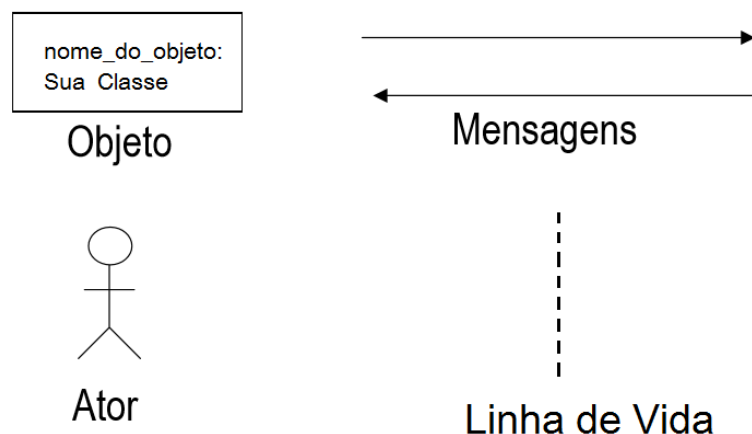 nome_do_objeto:
Sua Classe
Objeto
Mensagens
Ator
Linha de Vida